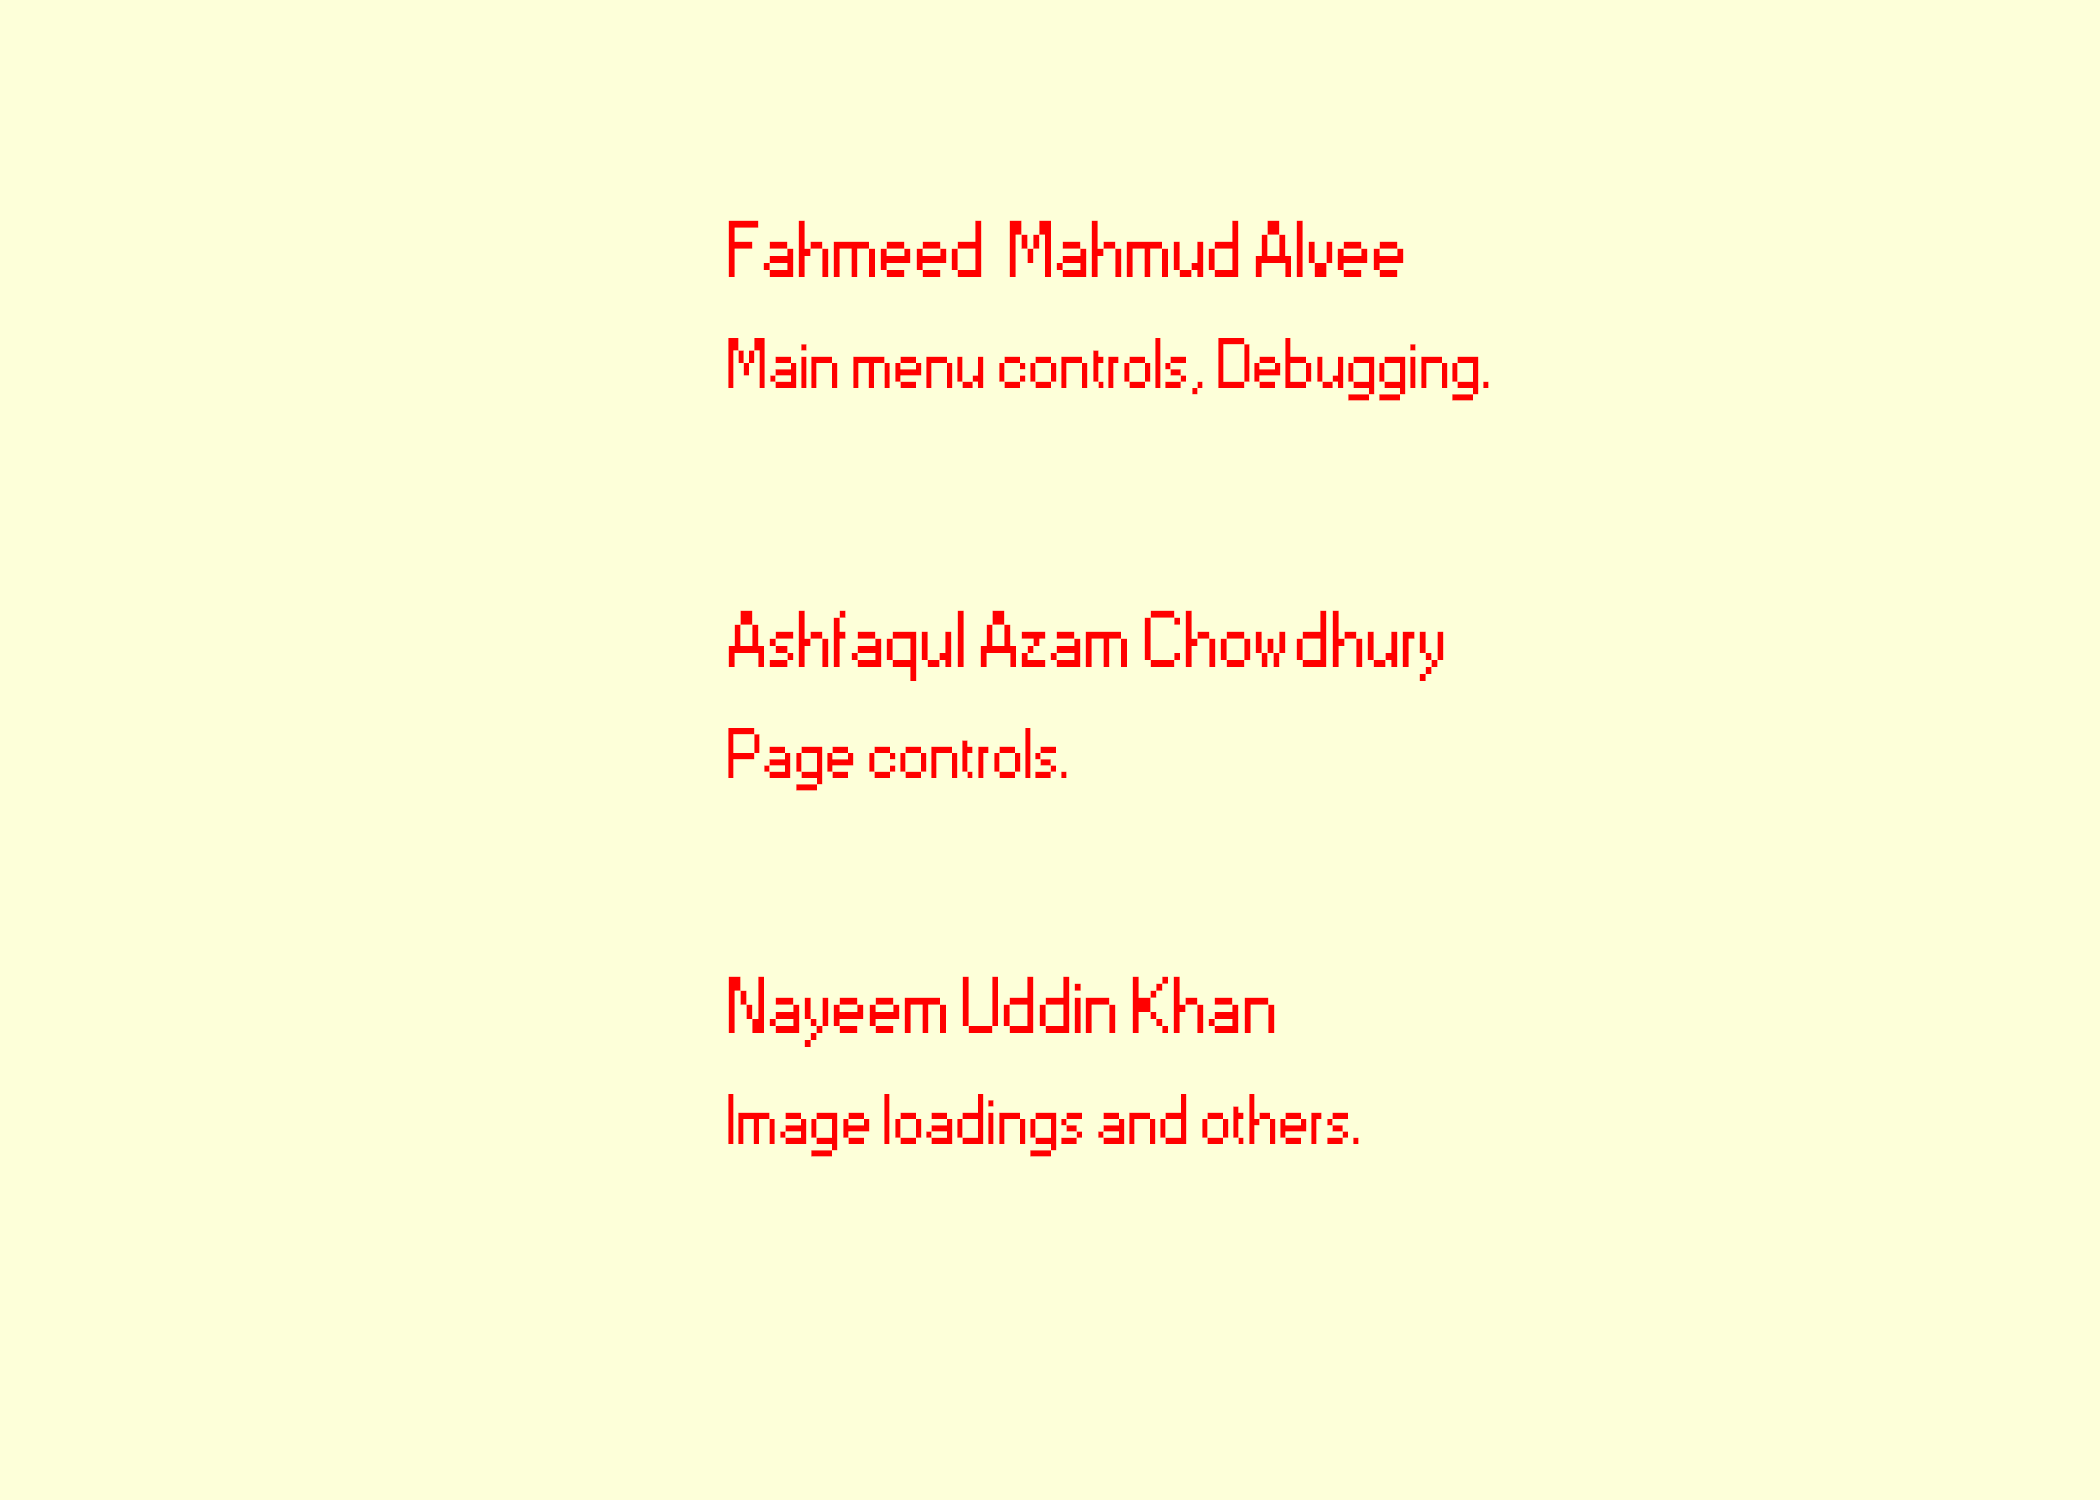 Fahmeed Mahmud Alvee
Main menu controls, Debugging.
Ashfaqul Azam Chowdhury
Page controls.
Nayeem Uddin Khan
Image loadings and others.